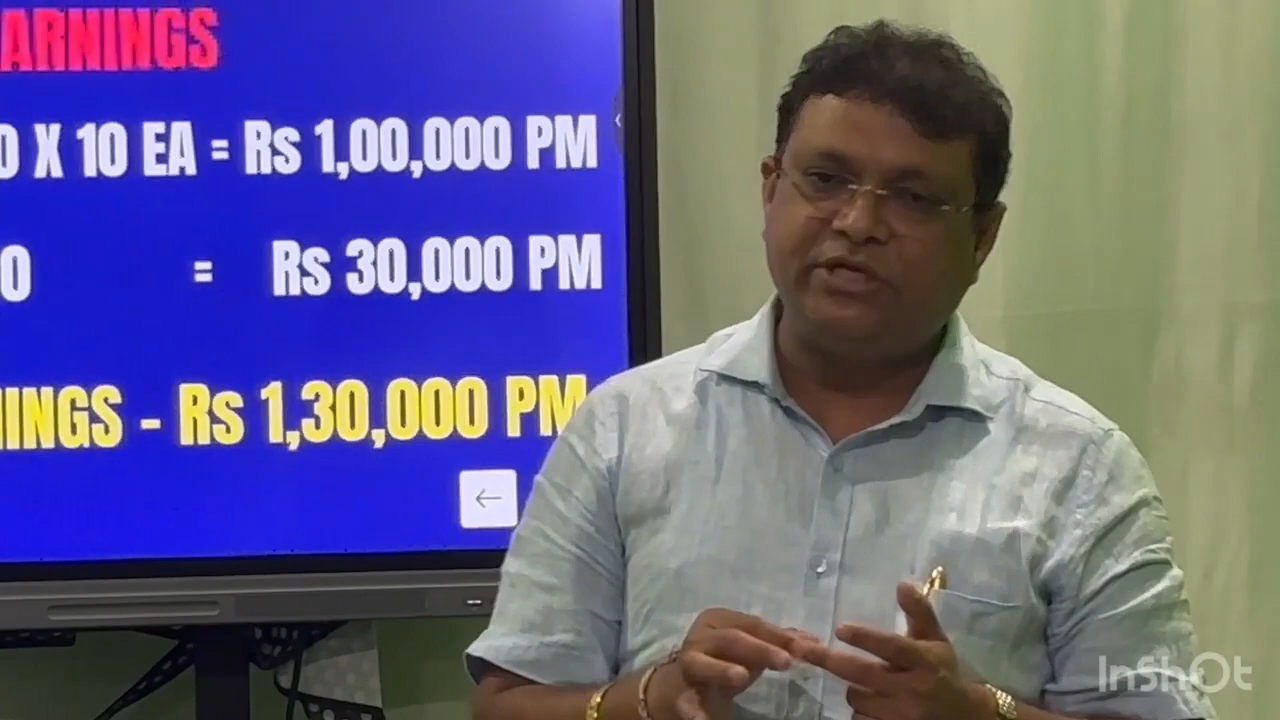 ARNINGS
0 X 10 EA = Rs 1,00,000 PM
0 = Rs 30,000 PM
INGS - Rs 1,30,000 PM
InShOt